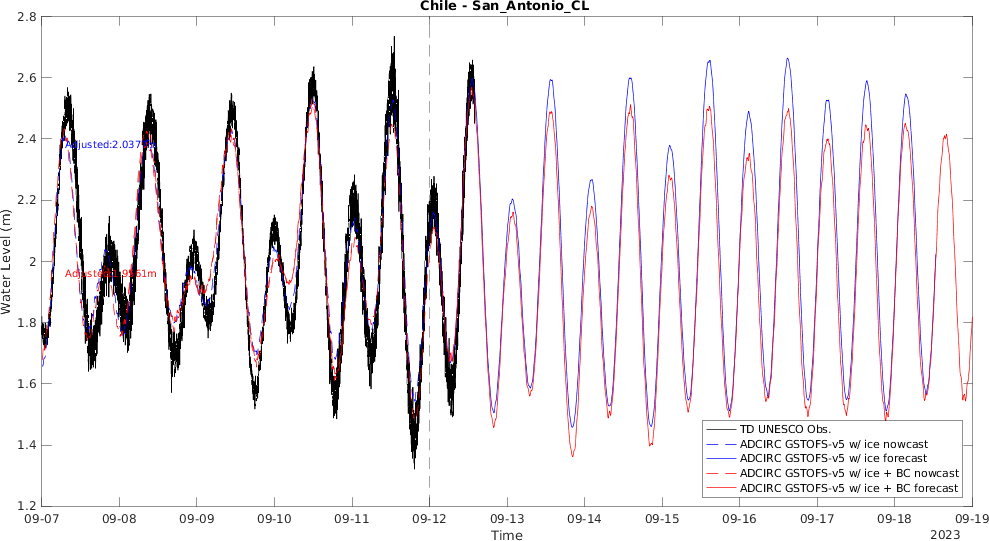 Chile - San_Antonio_CL
Water Level (m)
2.8
2.6
2.4
2.2
2
1.8
1.6
1.4
1.2
TD UNESCO Obs.
ADCIRC GSTOFS-v5 w/ ice nowcast
ADCIRC GSTOFS-v5 w/ ice forecast
ADCIRC GSTOFS-v5 w/ ice + BC nowcast
ADCIRC GSTOFS-v5 w/ ice + BC forecast
09-07 09-08 09-09 09-10 09-11 09-12 09-13 09-14 09-15 09-16 09-17 09-18 09-19
Time
2023